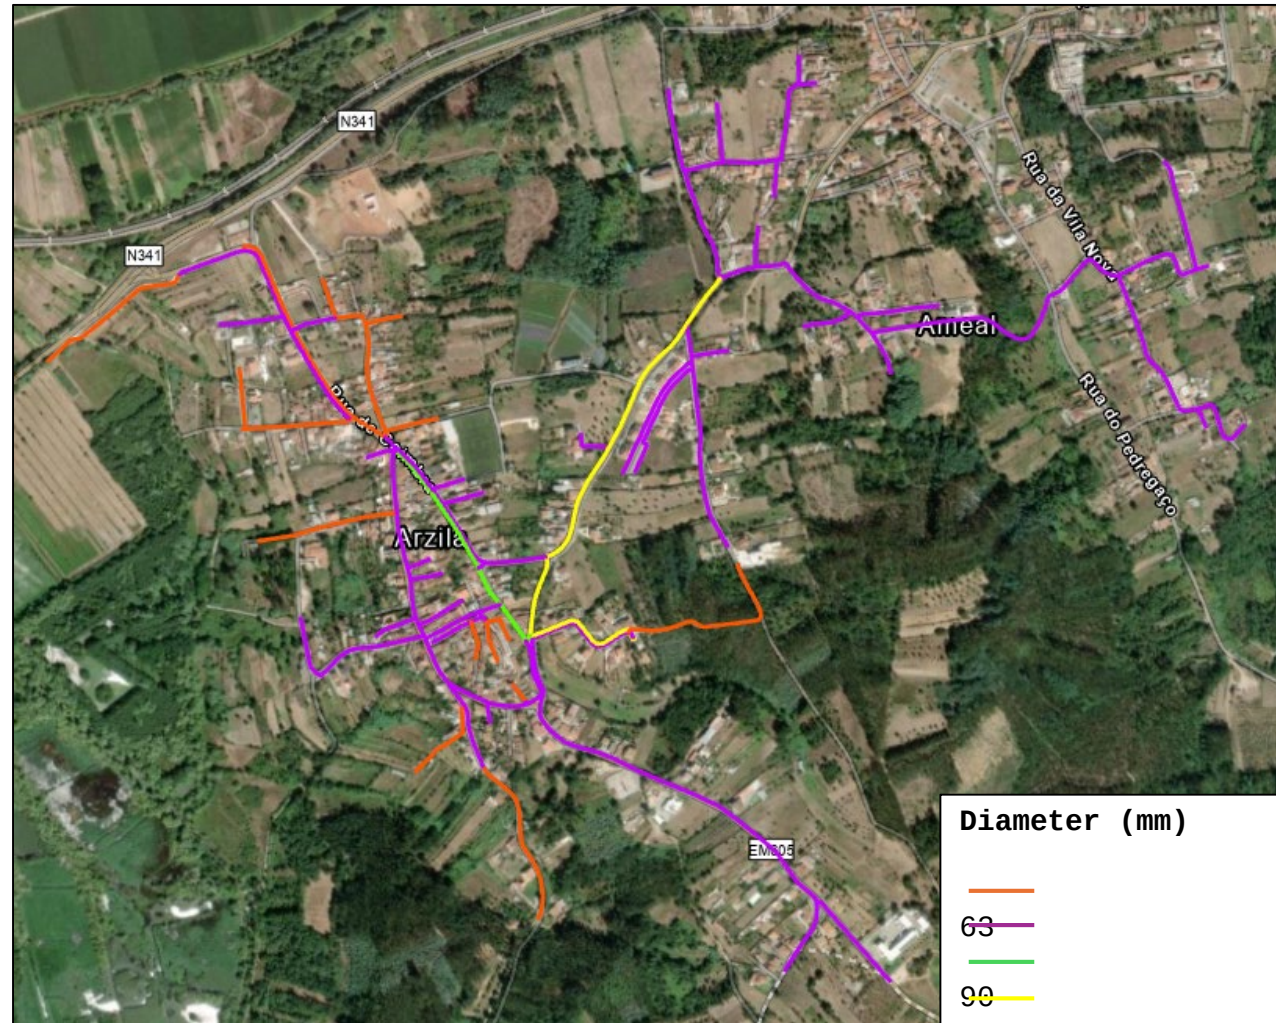 N341
Rua da Vila Nova
N341
Ameal
Rua do Pedregaço
Arzila
EM605
Diameter (mm)
63
90